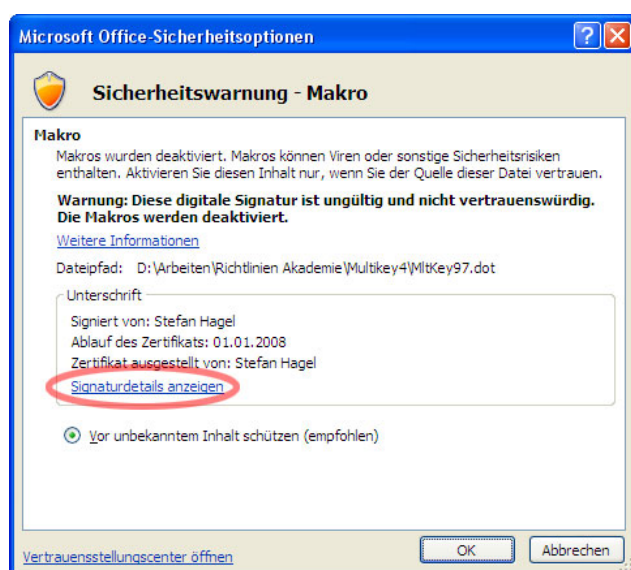 Microsoft Office-Sicherheitsoptionen
Sicherheitswarnung - Makro
Makro
Makros wurden deaktiviert. Makros können Viren oder sonstige Sicherheitsrisiken
enthalten. Aktivieren Sie diesen Inhalt nur, wenn Sie der Quelle dieser Datei vertrauen.
Warnung: Diese digitale Signatur ist ungültig und nicht vertrauenswürdig.
Die Makros werden deaktiviert.
Weitere Informationen
Dateipfad: D:\Arbeiten\Richtlinien Akademie\Multikey4\MltKey97.dot
Unterschrift
Signiert von: Stefan Hagel
Ablauf des Zertifikats: 01.01.2008
Zertifikat ausgestellt von: Stefan Hagel
Signaturdetails anzeigen
Vor unbekanntem Inhalt schützen (empfohlen)
Vertrauensstellungscenter öffnen
OK
Abbrechen